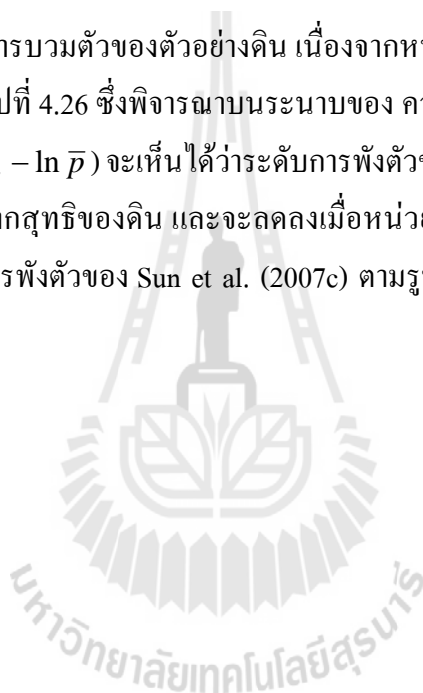 ารบวมตัวของตัวอย่างดิน เนื่องจากห
ปที่ 4.26 ซึ่งพิจารณาบนระนาบของ คว
− ln p̅ ) จะเห็นได้ว่าระดับการพังตัวข
ากสุทธิของดิน และจะลดลงเมื่อหน่วย
รพังตัวของ Sun et al. (2007c) ตามรู
มหาวิทยาลัยเทคโนโลยีสุรนารี